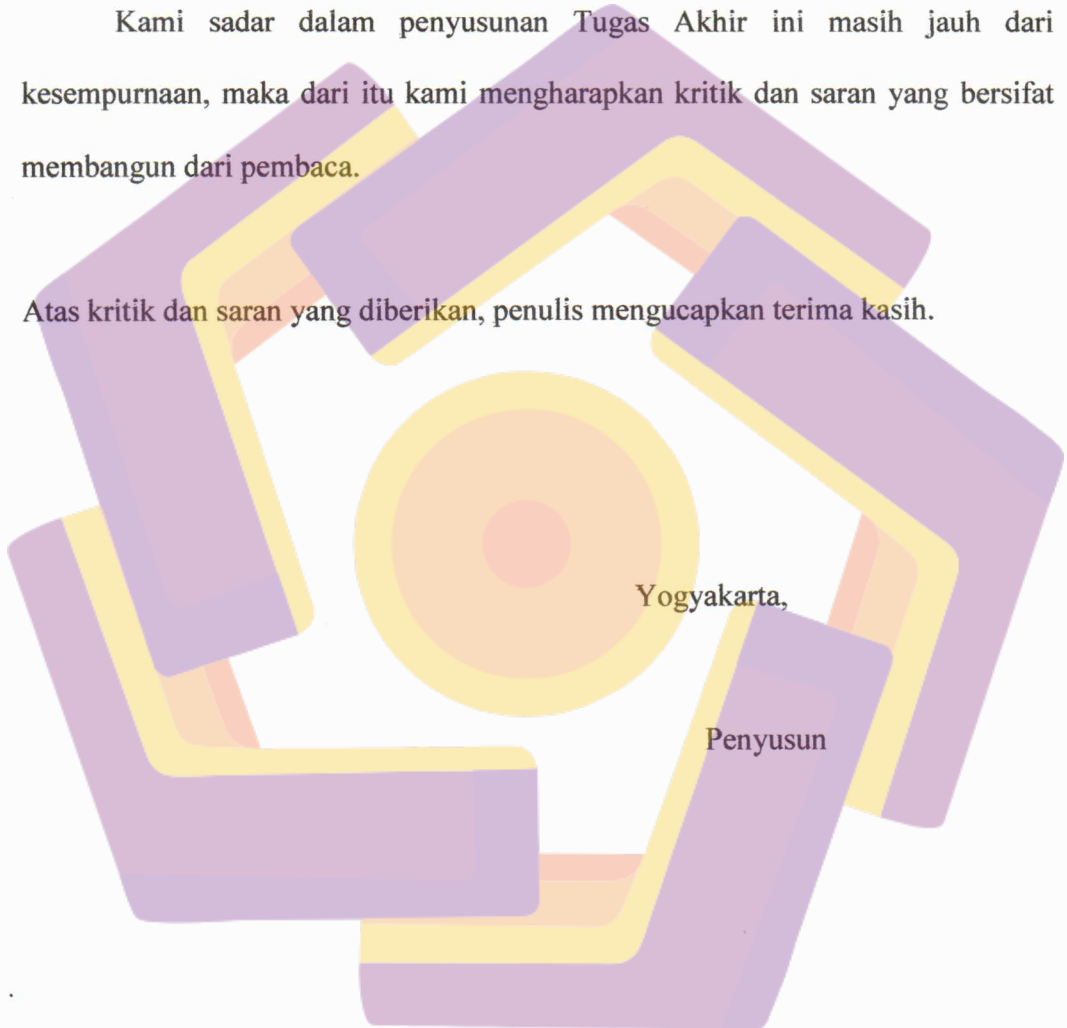 Kami sadar dalam penyusunan Tugas Akhir ini masih jauh dari
kesempurnaan, maka dari itu kami mengharapkan kritik dan saran yang bersifat
membangun dari pembaca.
Atas kritik dan saran yang diberikan, penulis mengucapkan terima kasih.
Yogyakarta,
Penyusun